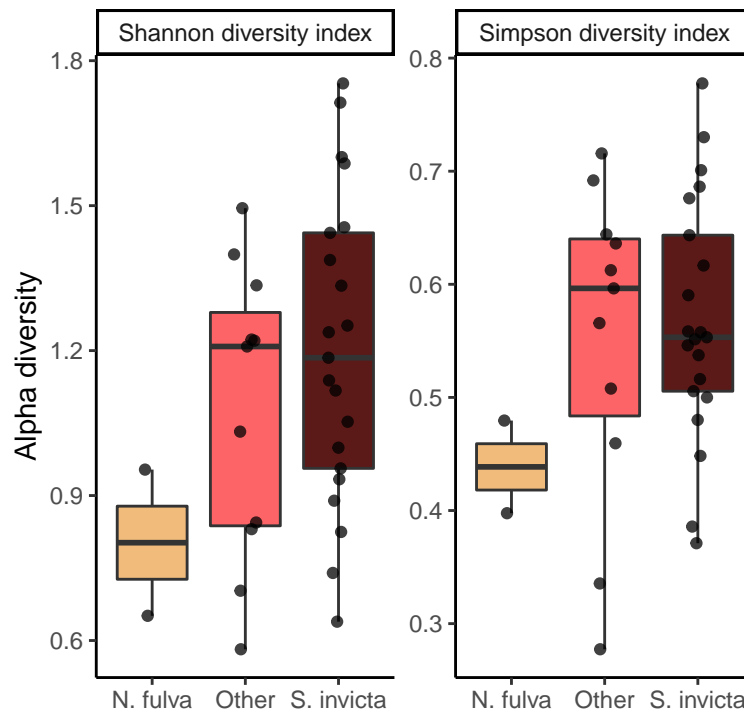 Shannon diversity index
Simpson diversity index
Alpha diversity
1.8
1.5
1.2
0.9
0.6
0.8
0.7
0.6
0.5
0.4
0.3
N. fulva Other S. invicta
N. fulva Other S. invicta